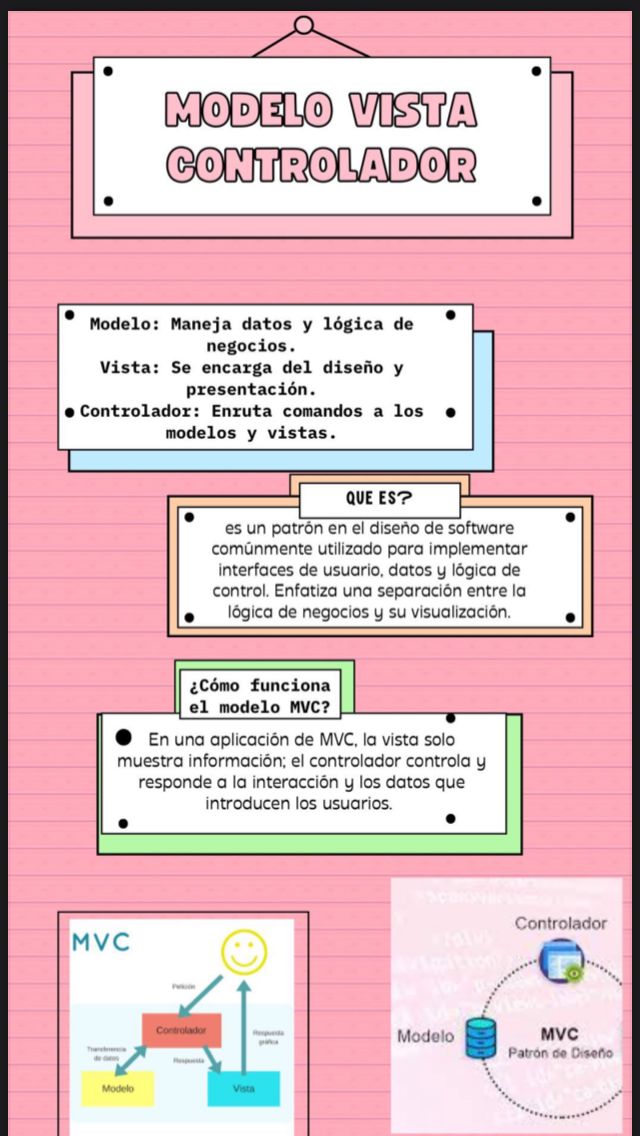 MODELO VISTA
CONTROLADOR
Modelo: Maneja datos y lógica de
negocios.
Vista: Se encarga del diseño y
presentación.
Controlador: Enruta comandos a los
modelos y vistas.
QUE ES?
es un patrón en el diseño de software
comúnmente utilizado para implementar
interfaces de usuario, datos y lógica de
control. Enfatiza una separación entre la
lógica de negocios y su visualización.
¿Cómo funciona
el modelo MVC?
En una aplicación de MVC, la vista solo
muestra información; el controlador controla y
responde a la interacción y los datos que
introducen los usuarios.
MVC
Petición
Controlador
Respuesta
gráfica
Transferencia
de datos
Respuesta
Modelo
Vista
Controlador
Modelo
MVC
Patrón de Diseño